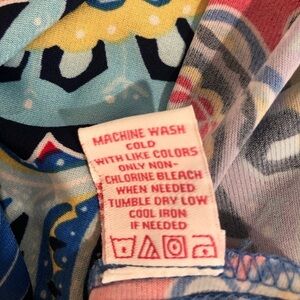 MACHINE WASH
COLD
WITH LIKE COLORS
ONLY NON-
CHLORINE BLEACH
WHEN NEEDED
TUMBLE DRY LOW
COOL IRON
IF NEEDED